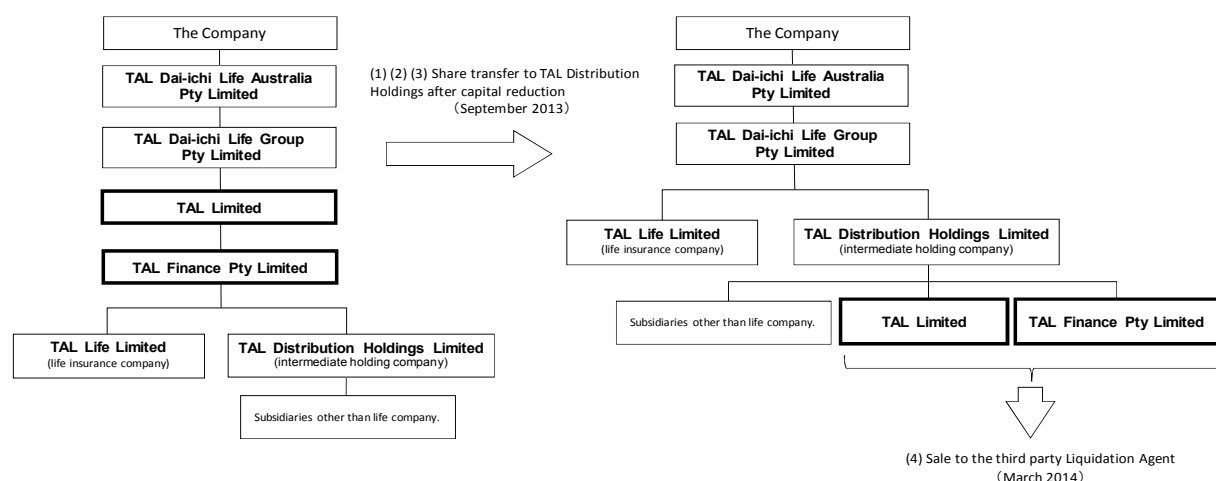 The Company
TAL Dai-ichi Life Australia
Pty Limited
TAL Dai-ichi Life Group
Pty Limited
TAL Limited
TAL Finance Pty Limited
TAL Life Limited
(life insurance company)
TAL Distribution Holdings Limited
(intermediate holding company)
Subsidiaries other than life company.
(1) (2) (3) Share transfer to TAL Distribution
Holdings after capital reduction
（September 2013）
The Company
TAL Dai-ichi Life Australia
Pty Limited
TAL Dai-ichi Life Group
Pty Limited
TAL Life Limited
(life insurance company)
TAL Distribution Holdings Limited
(intermediate holding company)
Subsidiaries other than life company.
TAL Limited
TAL Finance Pty Limited
(4) Sale to the third party Liquidation Agent
（March 2014）